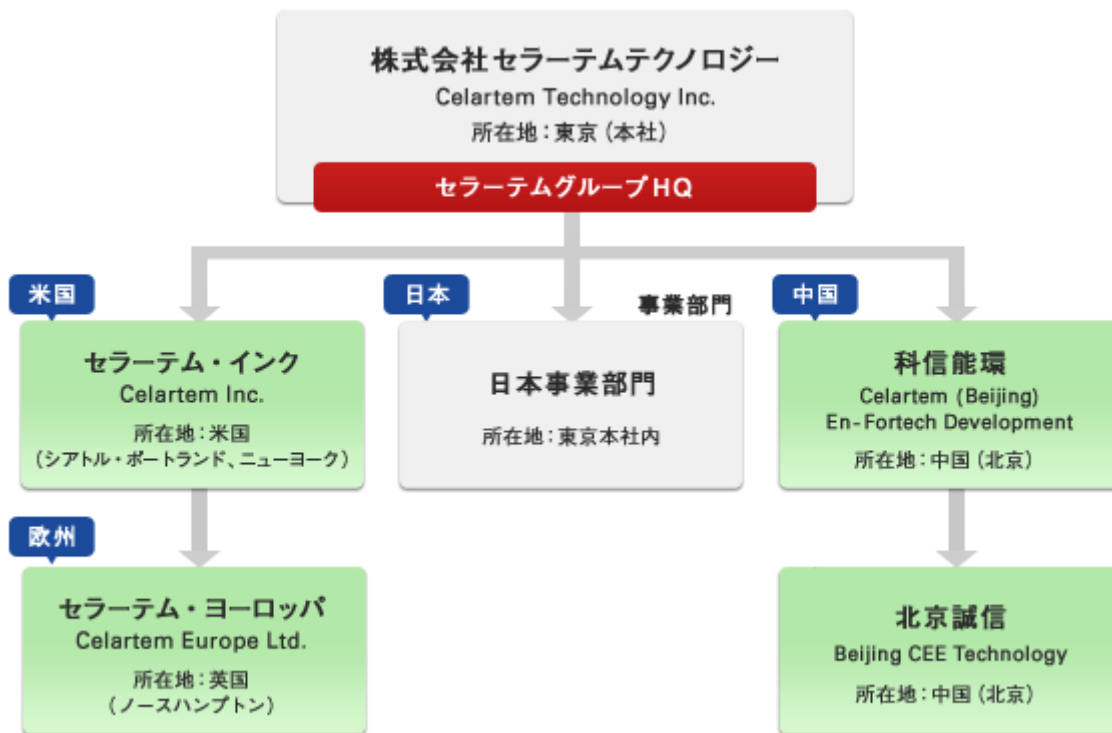 株式会社セラーテムテクノロジー
Celartem Technology Inc.
所在地：東京（本社）
セラーテムグループHQ
米国
セラーテム・インク
Celartem Inc.
所在地：米国
（シアトル・ポートランド、ニューヨーク）
日本
事業部門
日本事業部門
所在地：東京本社内
中国
科信能環
Celartem (Beijing)
En-Fortech Development
所在地：中国（北京）
欧州
セラーテム・ヨーロッパ
Celartem Europe Ltd.
所在地：英国
（ノースハンプトン）
北京誠信
Beijing CEE Technology
所在地：中国（北京）